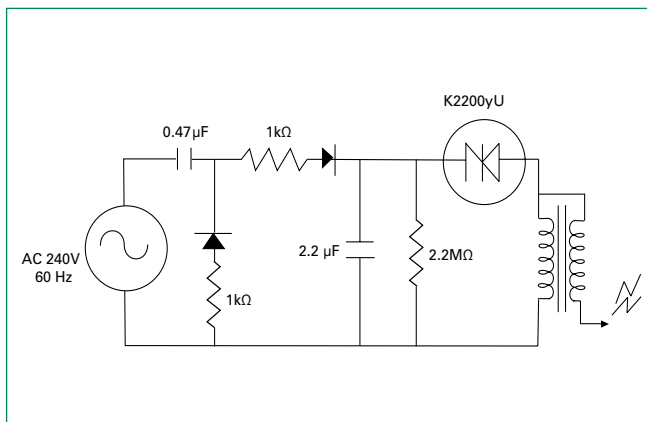 K2200yU
0.47µF
1kΩ
AC 240V
60 Hz
2.2 µF
2.2MΩ
1kΩ